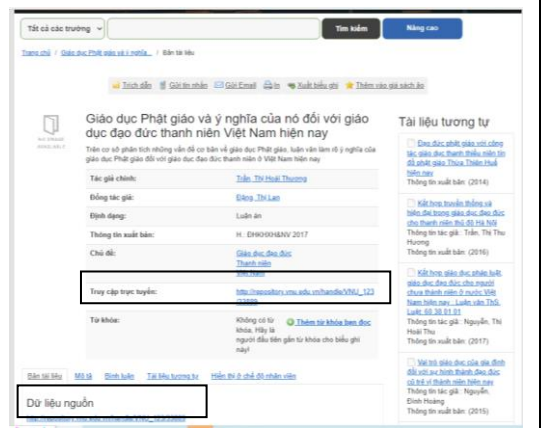 Tất cả các trường
Tìm kiếm
Nâng cao
Trang chủ / Giáo dục Phật giáo và ý nghĩa... / Bản tài liệu
Trích dẫn Gửi tin nhắn Gửi Email In Xuất biểu ghi Thêm vào giá sách ảo
NO IMAGE
AVAILABLE
Giáo dục Phật giáo và ý nghĩa của nó đối với giáo
dục đạo đức thanh niên Việt Nam hiện nay
Trên cơ sở phân tích những vấn đề cơ bản về giáo dục Phật giáo, luận văn làm rõ ý nghĩa của
giáo dục Phật giáo đối với giáo dục đạo đức thanh niên ở Việt Nam hiện nay
Tác giả chính: Trần, Thị Hoài Thương
Đồng tác giả: Đặng, Thị Lan
Định dạng: Luận án
Thông tin xuất bản: H. : ĐHKHXH&NV 2017
Chủ đề: Giáo dục đạo đức
Thanh niên
Việt Nam
Truy cập trực tuyến: http://repository.vnu.edu.vn/handle/VNU_123
/33689
Từ khóa: Không có từ
khóa, Hãy là
người đầu tiên gắn từ khóa cho biểu ghi
này!
Thêm từ khóa bạn đọc
Bản tài liệu Mô tả Bình luận Tài liệu tương tự Hiển thị ở chế độ nhân viên
Dữ liệu nguồn
Tài liệu tương tự
Đạo đức phật giáo với công
tác giáo dục thanh thiếu niên tín
đồ phật giáo Thừa Thiên Huế
hiện nay
Thông tin xuất bản: (2014)
Kết hợp truyền thống và
hiện đại trong giáo dục đạo đức
cho thanh niên thủ đô Hà Nội
Thông tin tác giả: Trần, Thị Thu
Hương
Thông tin xuất bản: (2016)
Kết hợp giáo dục pháp luật,
giáo dục đạo đức cho người
chưa thành niên ở nước Việt
Nam hiện nay : Luận văn ThS.
Luật: 60 38 01 01
Thông tin tác giả: Nguyễn, Thị
Hoài Thu
Thông tin xuất bản: (2017)
Vai trò giáo dục của gia đình
đối với sự hình thành đạo đức
cũ trẻ vị thành niên hiện nay
Thông tin tác giả: Nguyễn,
Đình Hoàng
Thông tin xuất bản: (2015)